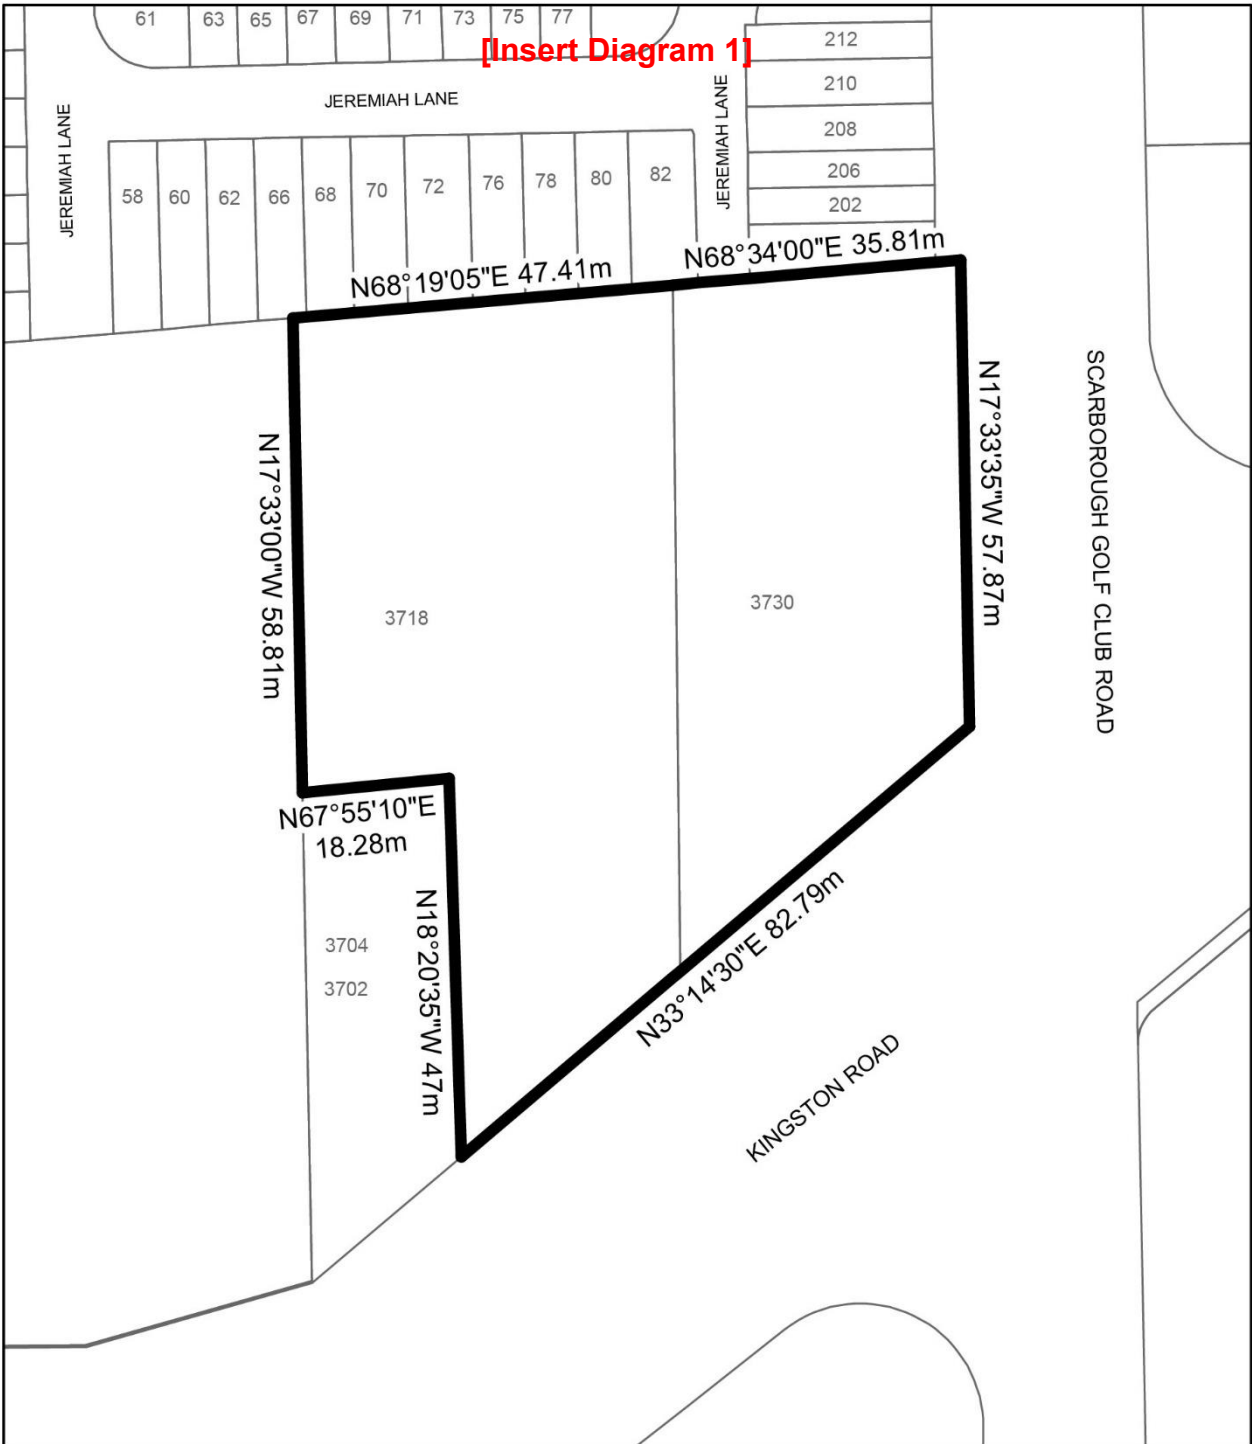 61
63
65
67
69
71
73
75
77
[Insert Diagram 1]
212
JEREMIAH LANE
210
JEREMIAH LANE
JEREMIAH LANE
208
206
58
60
62
66
68
70
72
76
78
80
82
202
N68°19'05"E 47.41m
N68°34'00"E 35.81m
N17°33'00"W 58.81m
N17°33'35"W 57.87m
SCARBOROUGH GOLF CLUB ROAD
3718
3730
N67°55'10"E
18.28m
N18°20'35"W 47m
3704
3702
N33°14'30"E 82.79m
KINGSTON ROAD